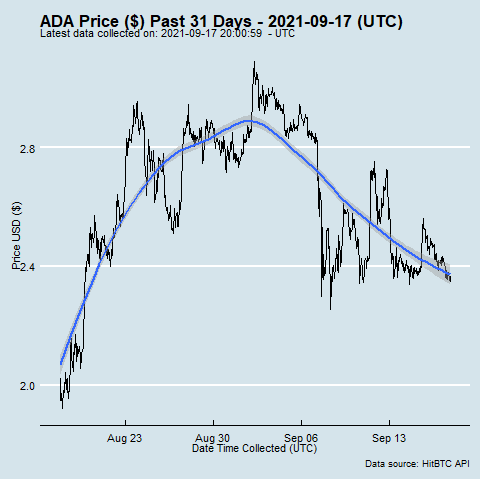 ADA Price ($) Past 31 Days - 2021-09-17 (UTC)
Latest data collected on: 2021-09-17 20:00:59 - UTC
Price USD ($)
2.8
2.4
2.0
Aug 23
Aug 30
Sep 06
Sep 13
Date Time Collected (UTC)
Data source: HitBTC API